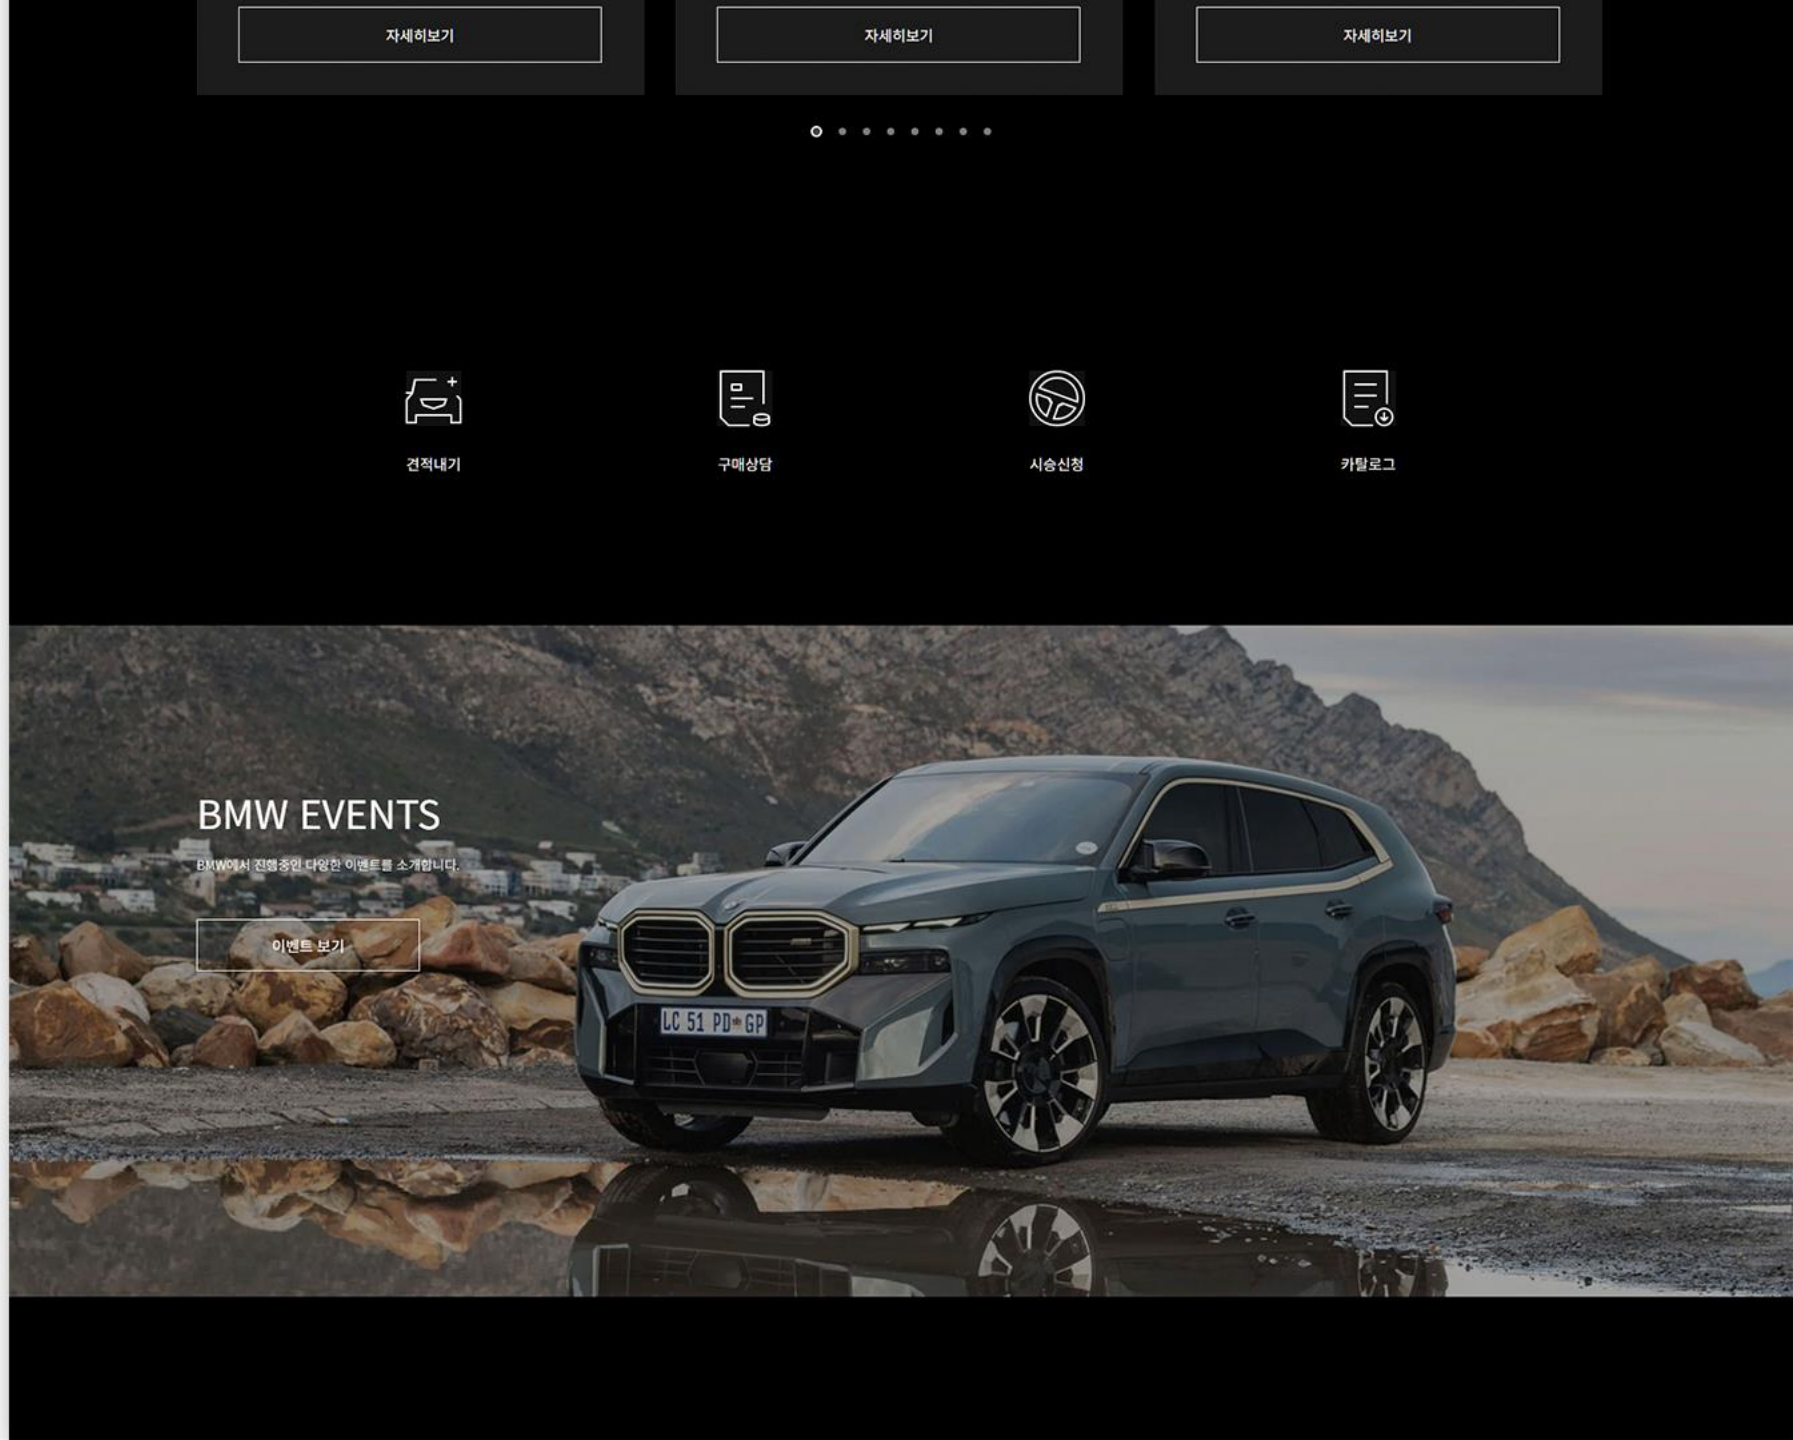 자세히보기
자세히보기
자세히보기
견적내기
구매상담
시승신청
카탈로그
BMW EVENTS
BMW에서 진행중인 다양한 이벤트를 소개합니다.
이벤트 보기
LC 51 PD GP